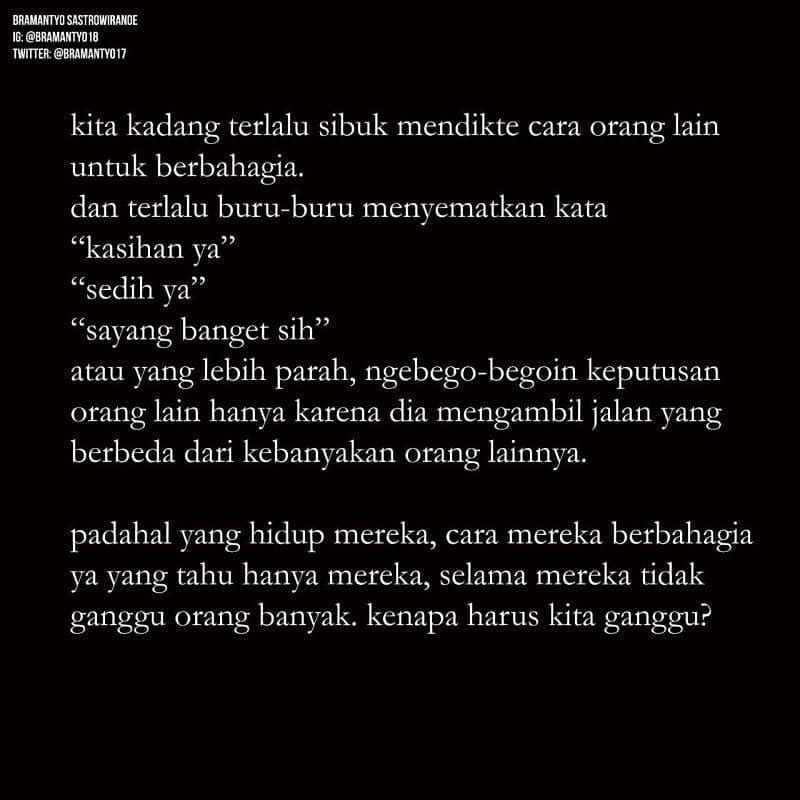 BRAMANTYO SASTROWIRANOE
IG: @BRAMANTYO18
TWITTER: @BRAMANTYO17
kita kadang terlalu sibuk mendikte cara orang lain
untuk berbahagia.
dan terlalu buru-buru menyematkan kata
“kasihan ya”
“sedih ya”
“sayang banget sih”
atau yang lebih parah, ngebego-begoin keputusan
orang lain hanya karena dia mengambil jalan yang
berbeda dari kebanyakan orang lainnya.
padahal yang hidup mereka, cara mereka berbahagia
ya yang tahu hanya mereka, selama mereka tidak
ganggu orang banyak. kenapa harus kita ganggu?